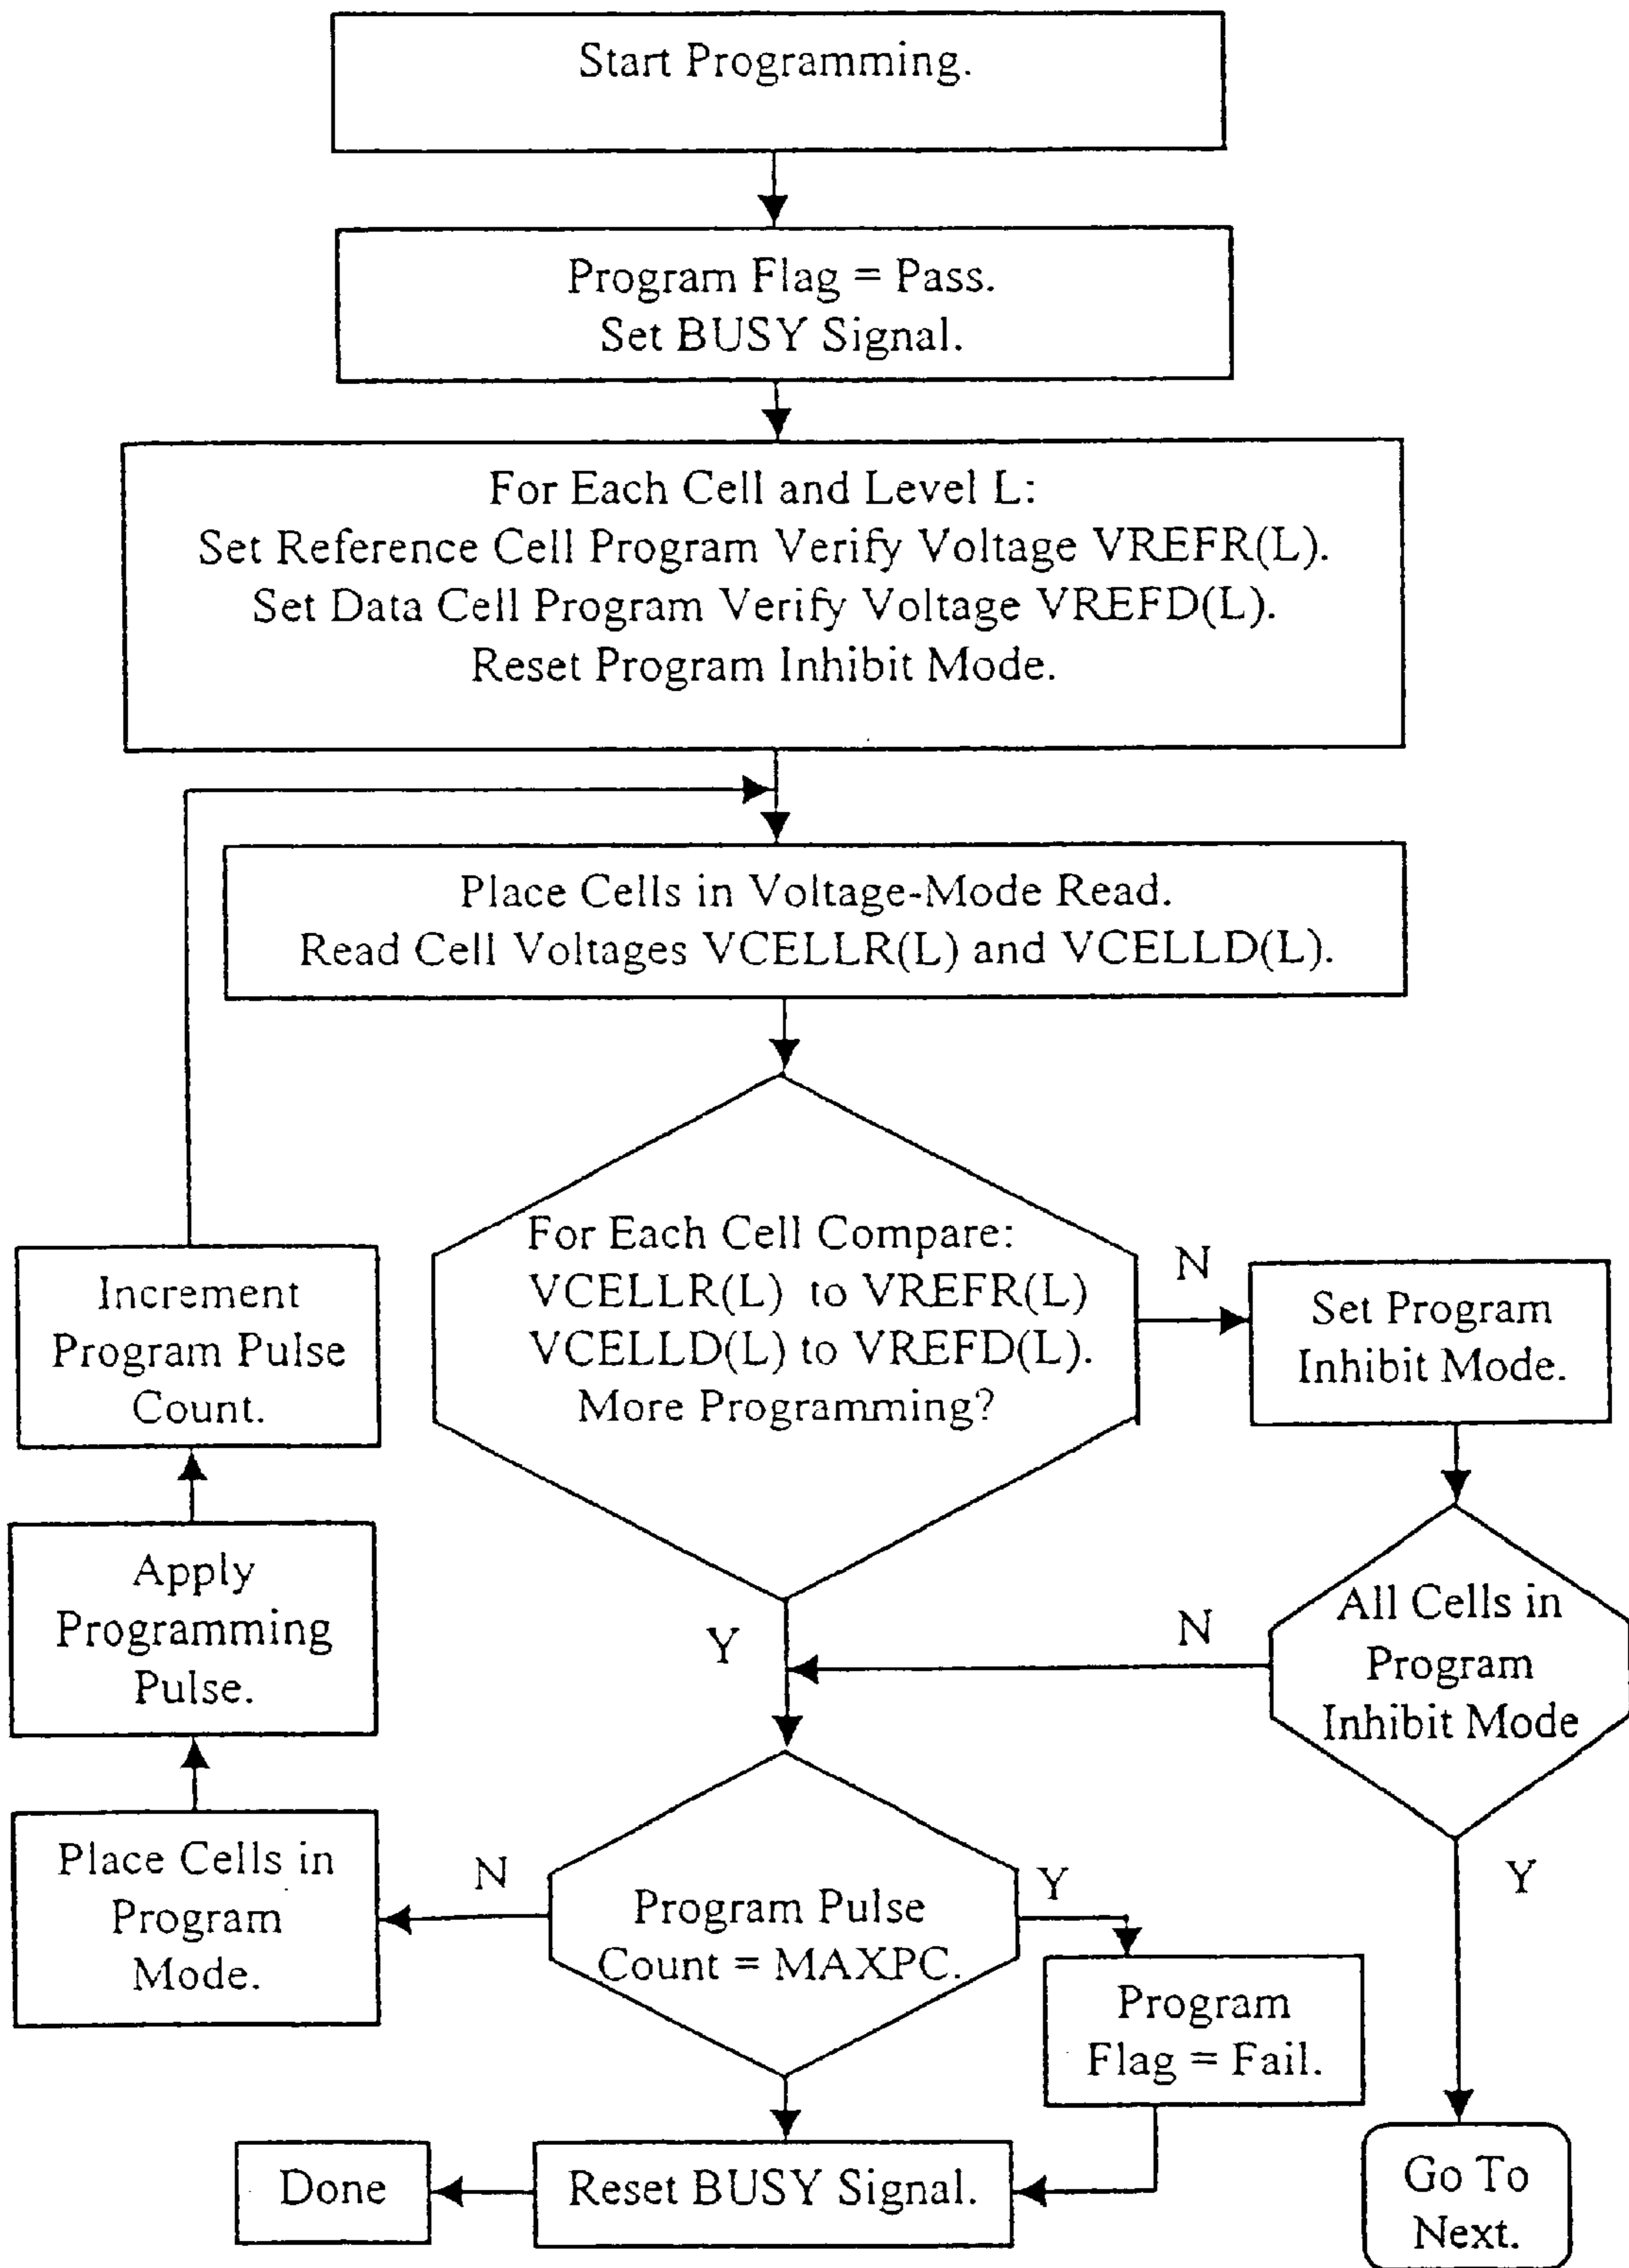 Start Programming.
Program Flag = Pass.
Set BUSY Signal.
For Each Cell and Level L:
Set Reference Cell Program Verify Voltage VREFR(L).
Set Data Cell Program Verify Voltage VREFD(L).
Reset Program Inhibit Mode.
Place Cells in Voltage-Mode Read.
Read Cell Voltages VCELLR(L) and VCELLD(L).
For Each Cell Compare:
VCELLR(L) to VREFR(L)
VCELLD(L) to VREFD(L).
More Programming?
N
Set Program
Inhibit Mode.
Increment
Program Pulse
Count.
Apply
Programming
Pulse.
Y
N
All Cells in
Program
Inhibit Mode
Place Cells in
Program
Mode.
N
Program Pulse
Count = MAXPC.
Y
Y
Program
Flag = Fail.
Done
Reset BUSY Signal.
Go To
Next.